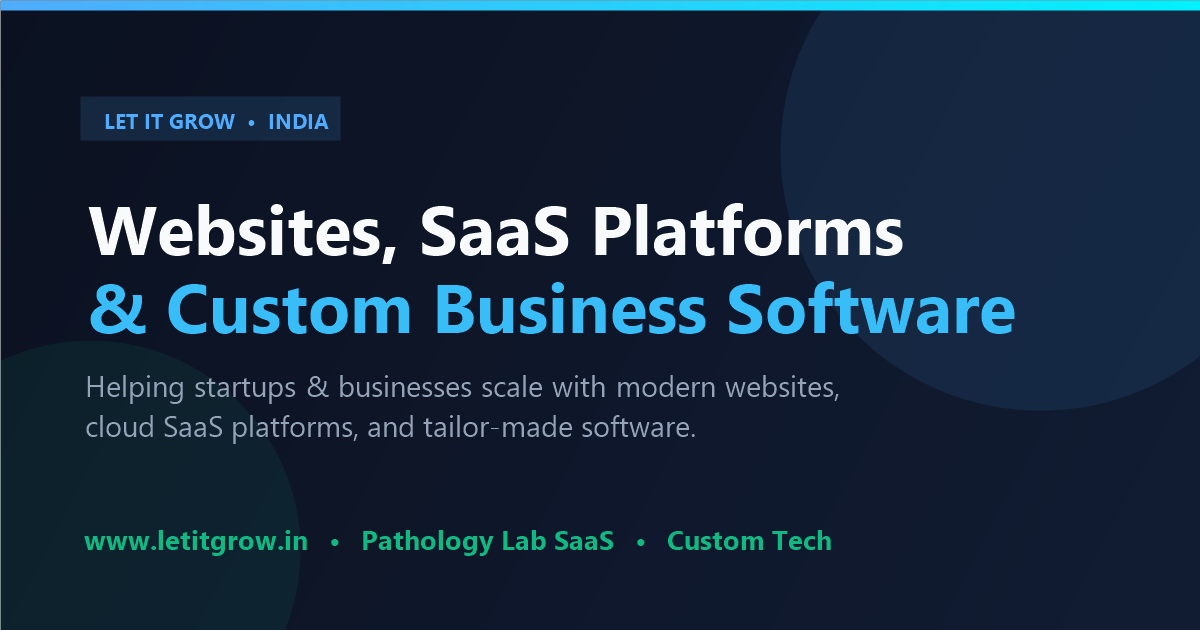 LET IT GROW • INDIA
Websites, SaaS Platforms
& Custom Business Software
Helping startups & businesses scale with modern websites,
cloud SaaS platforms, and tailor-made software.
www.letitgrow.in • Pathology Lab SaaS • Custom Tech